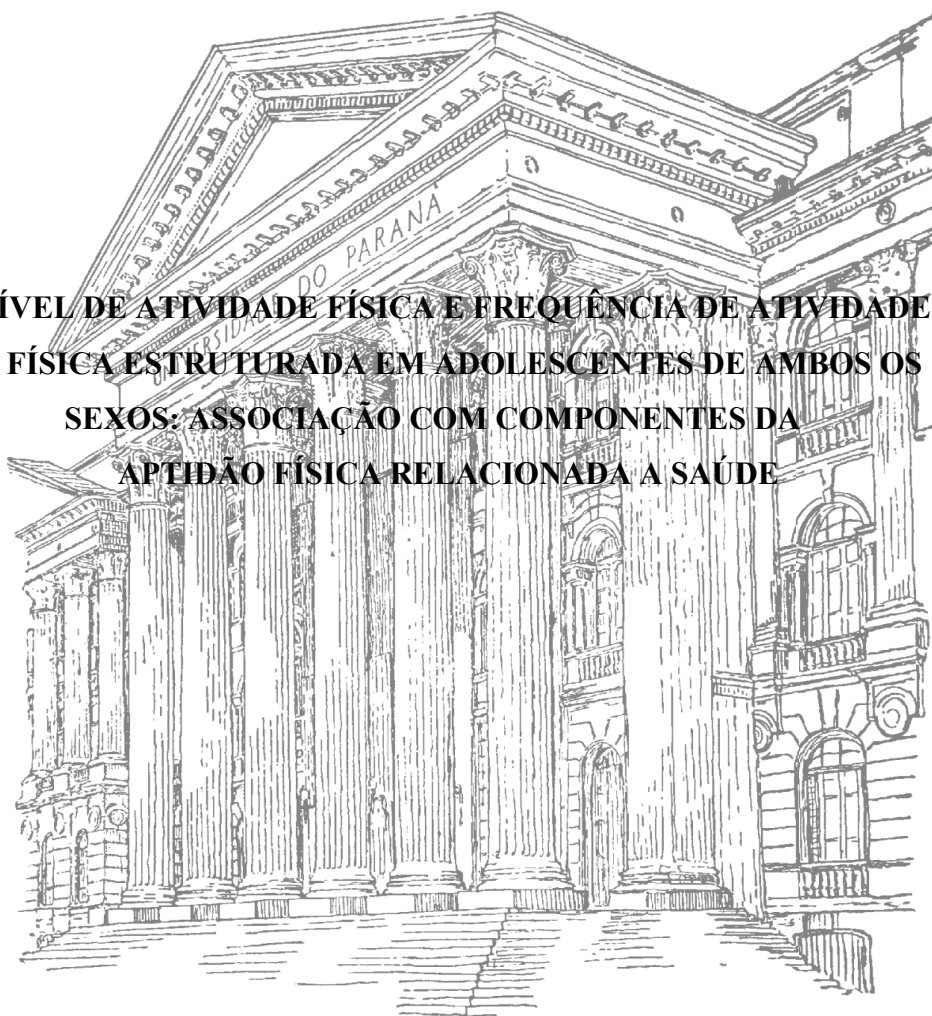 ÍVEL DE ATIVIDADE FÍSICA E FREQUÊNCIA DE ATIVIDADE
FÍSICA ESTRUTURADA EM ADOLESCENTES DE AMBOS OS
SEXOS: ASSOCIAÇÃO COM COMPONENTES DA
APTIDÃO FÍSICA RELACIONADA A SAÚDE
UNIVERSIDADE DO PARANÁ